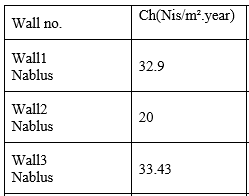 Wall no. Ch(Nis/m².year)
Wall1
Nablus 32.9
Wall2
Nablus 20
Wall3
Nablus 33.43